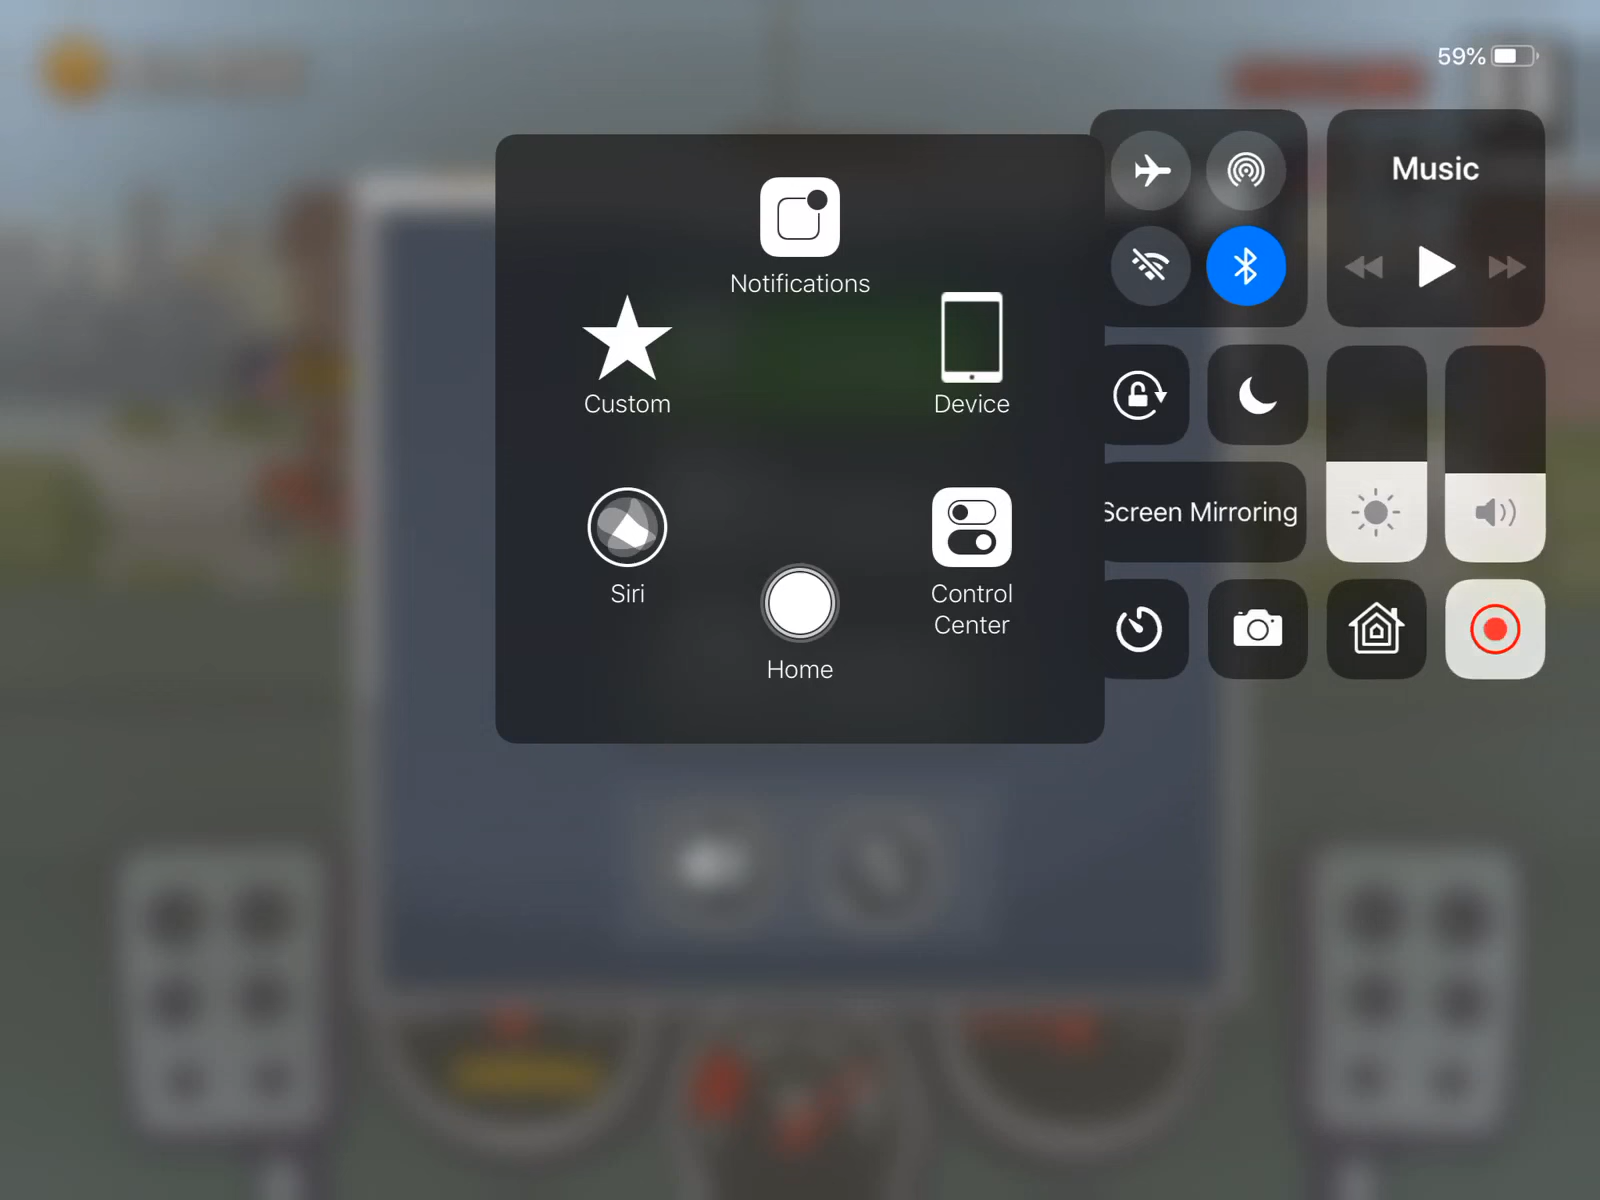 59%
Notifications
Custom
Device
Siri
Control
Center
Home
Music
Screen Mirroring